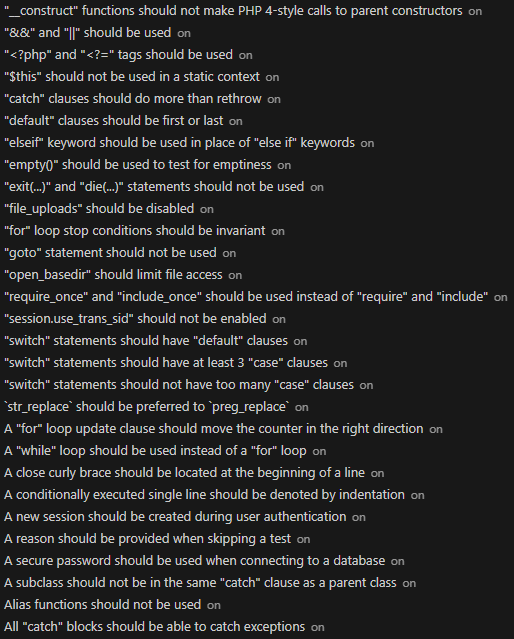 "__construct" functions should not make PHP 4-style calls to parent constructors on
"&&" and "||" should be used on
"<?php" and "<?=" tags should be used on
"$this" should not be used in a static context on
"catch" clauses should do more than rethrow on
"default" clauses should be first or last on
"elseif" keyword should be used in place of "else if" keywords on
"empty()" should be used to test for emptiness on
"exit(...)" and "die(...)" statements should not be used on
"file_uploads" should be disabled on
"for" loop stop conditions should be invariant on
"goto" statement should not be used on
"open_basedir" should limit file access on
"require_once" and "include_once" should be used instead of "require" and "include" on
"session.use_trans_sid" should not be enabled on
"switch" statements should have "default" clauses on
"switch" statements should have at least 3 "case" clauses on
"switch" statements should not have too many "case" clauses on
`str_replace` should be preferred to `preg_replace` on
A "for" loop update clause should move the counter in the right direction on
A "while" loop should be used instead of a "for" loop on
A close curly brace should be located at the beginning of a line on
A conditionally executed single line should be denoted by indentation on
A new session should be created during user authentication on
A reason should be provided when skipping a test on
A secure password should be used when connecting to a database on
A subclass should not be in the same "catch" clause as a parent class on
Alias functions should not be used on
All "catch" blocks should be able to catch exceptions on